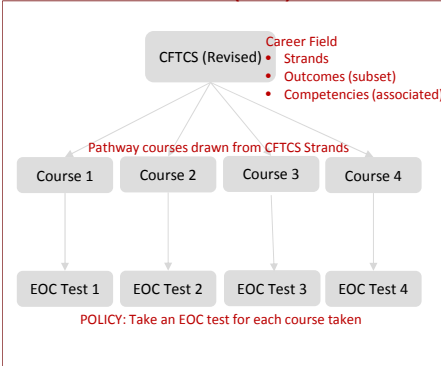 Career Field
CFTCS (Revised)
• Strands
• Outcomes (subset)
• Competencies (associated)
Pathway courses drawn from CFTCS Strands
Course 1 Course 2 Course 3 Course 4
EOC Test 1 EOC Test 2 EOC Test 3 EOC Test 4
POLICY: Take an EOC test for each course taken